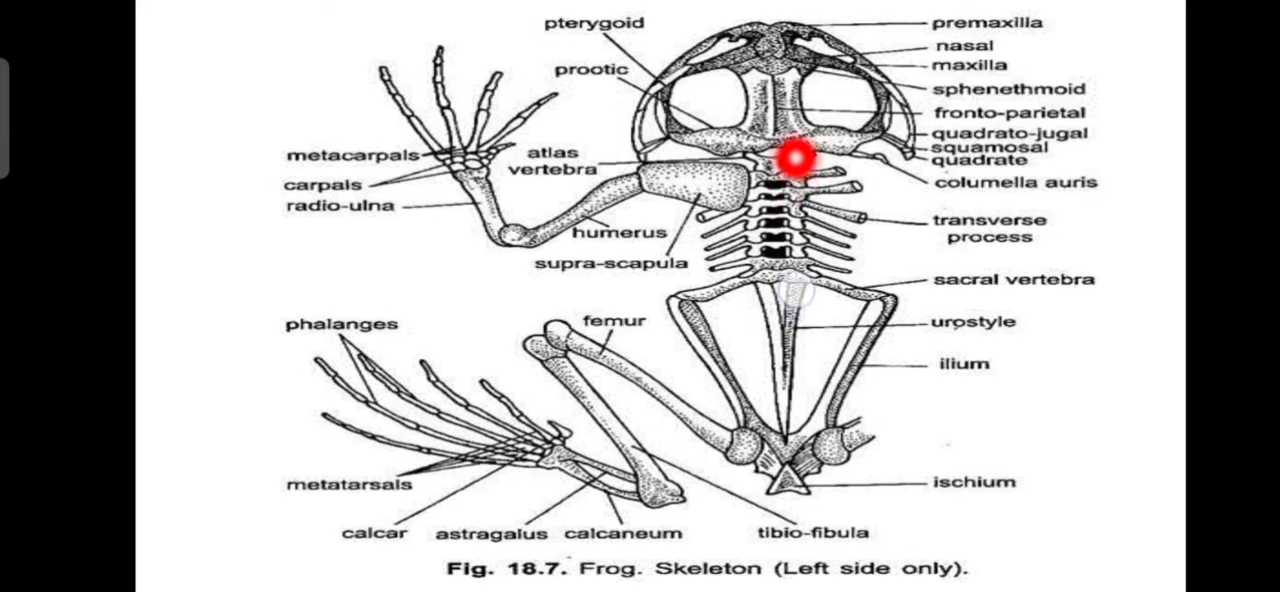 pterygoid
premaxilla
nasal
prootic
maxilla
sphenethmoid
fronto-parietal
quadrato-jugal
squamosal
quadrate
columella auris
metacarpals
atlas
vertebra
carpals
radio-ulna
humerus
supra-scapula
transverse
process
sacral vertebra
phalanges
femur
urostyle
ilium
metatarsals
ischium
calcar
astragalus
calcaneum
tibio-fibula
Fig. 18.7. Frog. Skeleton (Left side only).